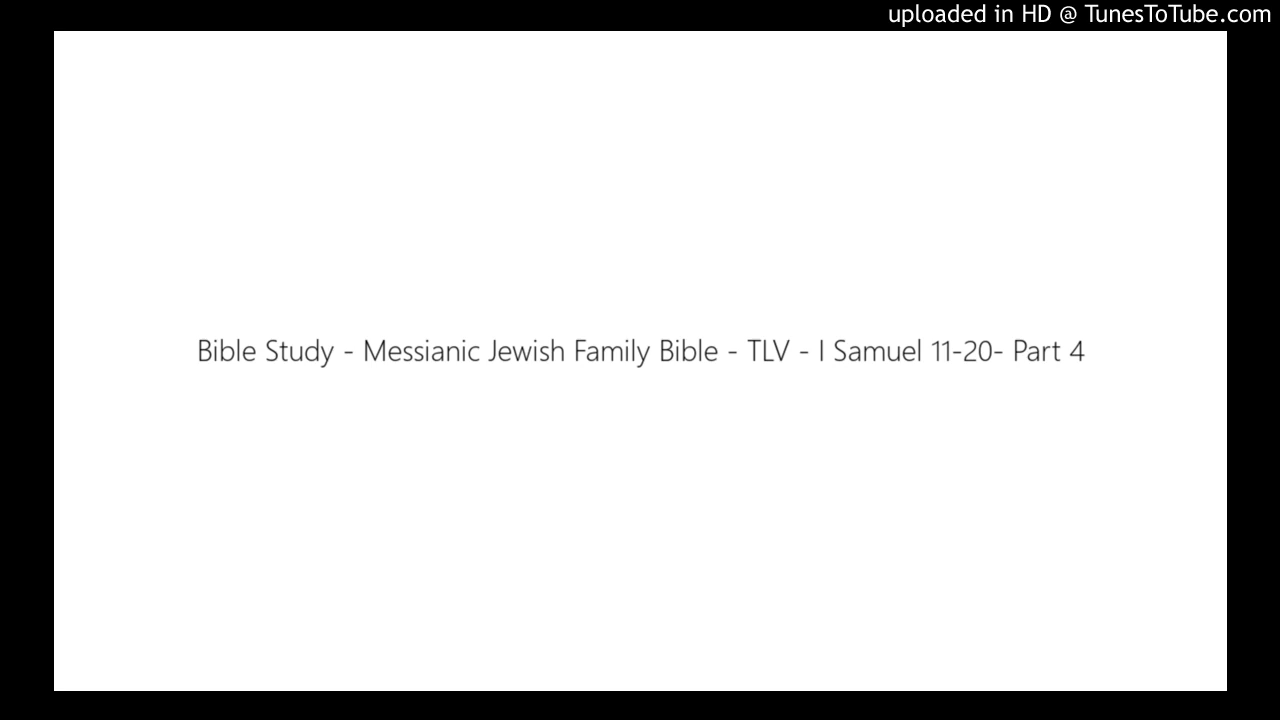 uploaded in HD @ TunesToTube.com
Bible Study - Messianic Jewish Family Bible - TLV - I Samuel 11-20- Part 4